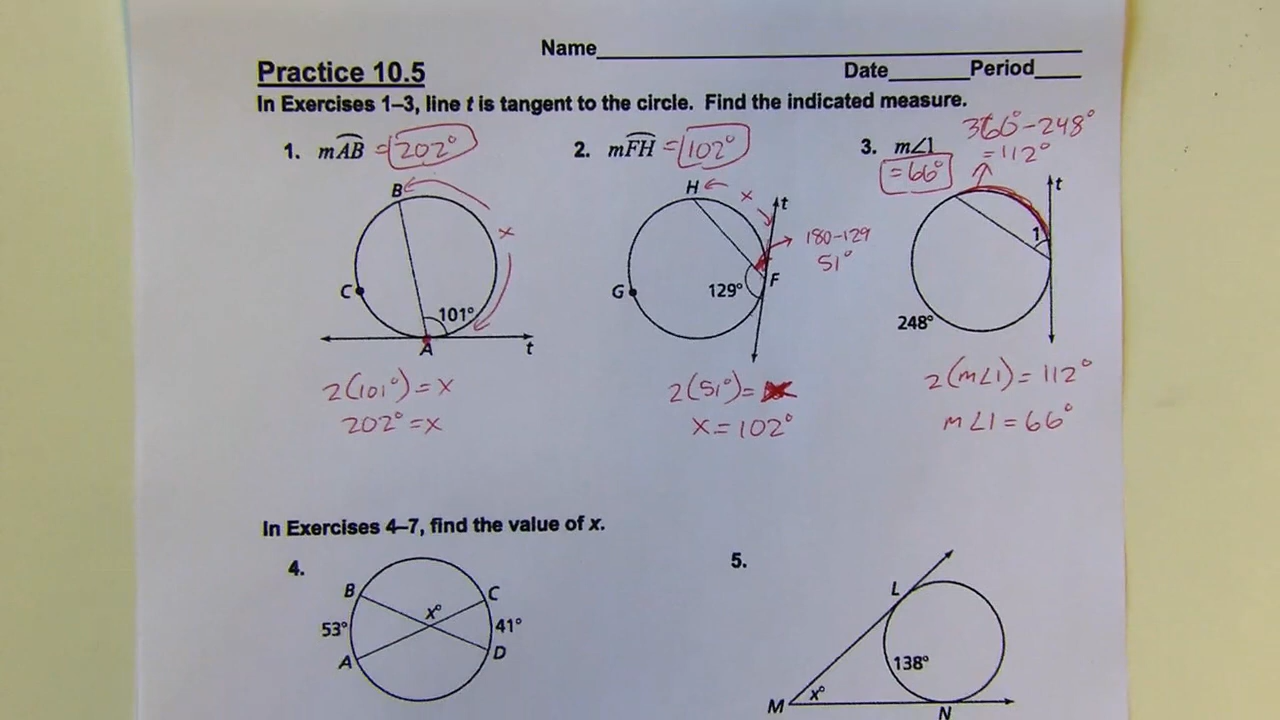 Name____________________
Practice 10.5
Date_______Period____
In Exercises 1–3, line t is tangent to the circle. Find the indicated measure.
1. mAB = 202°
2. mFH = 102°
3. m∠1
= 66°
360° - 248°
= 112°
B
x
C
101°
A
t
2(101°) = x
202° = x
H
x
t
180-129
51°
G
129°
F
2(51°) =
x = 102°
t
1
248°
2(m∠1) = 112°
m∠1 = 66°
In Exercises 4–7, find the value of x.
4.
B
C
x°
53°
41°
A
D
5.
L
138°
M
x°
N